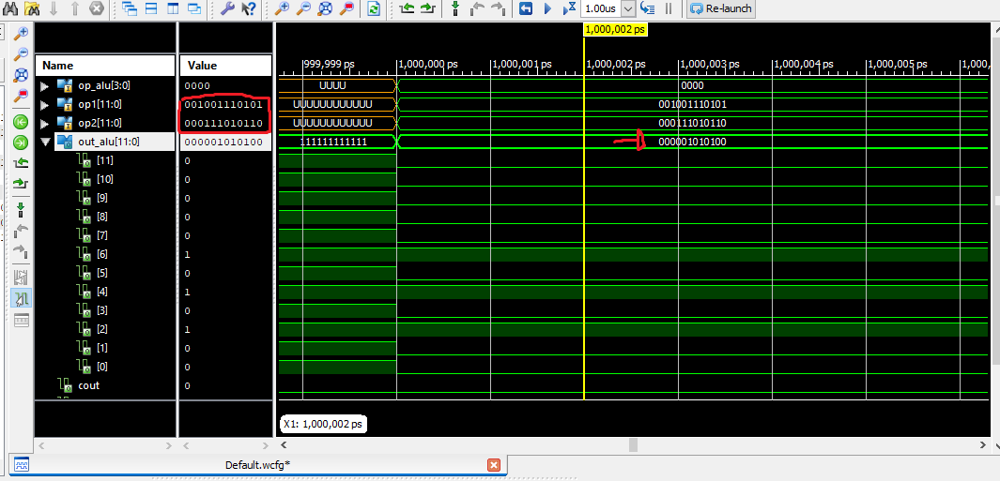 1.00us Re-launch
1,000,002 ps
Name Value
999,999 ps 1,000,000 ps 1,000,001 ps 1,000,002 ps 1,000,003 ps 1,000,004 ps 1,000,005 ps 1,000,
op_alu[3:0] 0000 UUUU 0000
op1[11:0] 001001110101 UUUUUUUUUUUU 001001110101
op2[11:0] 000111010110 UUUUUUUUUUUU 000111010110
out_alu[11:0] 000001010100 111111111111 000001010100
[11] 0
[10] 0
[9] 0
[8] 0
[7] 0
[6] 1
[5] 0
[4] 1
[3] 0
[2] 1
[1] 0
[0] 0
cout 0
X1: 1,000,002 ps
Default.wcfg*